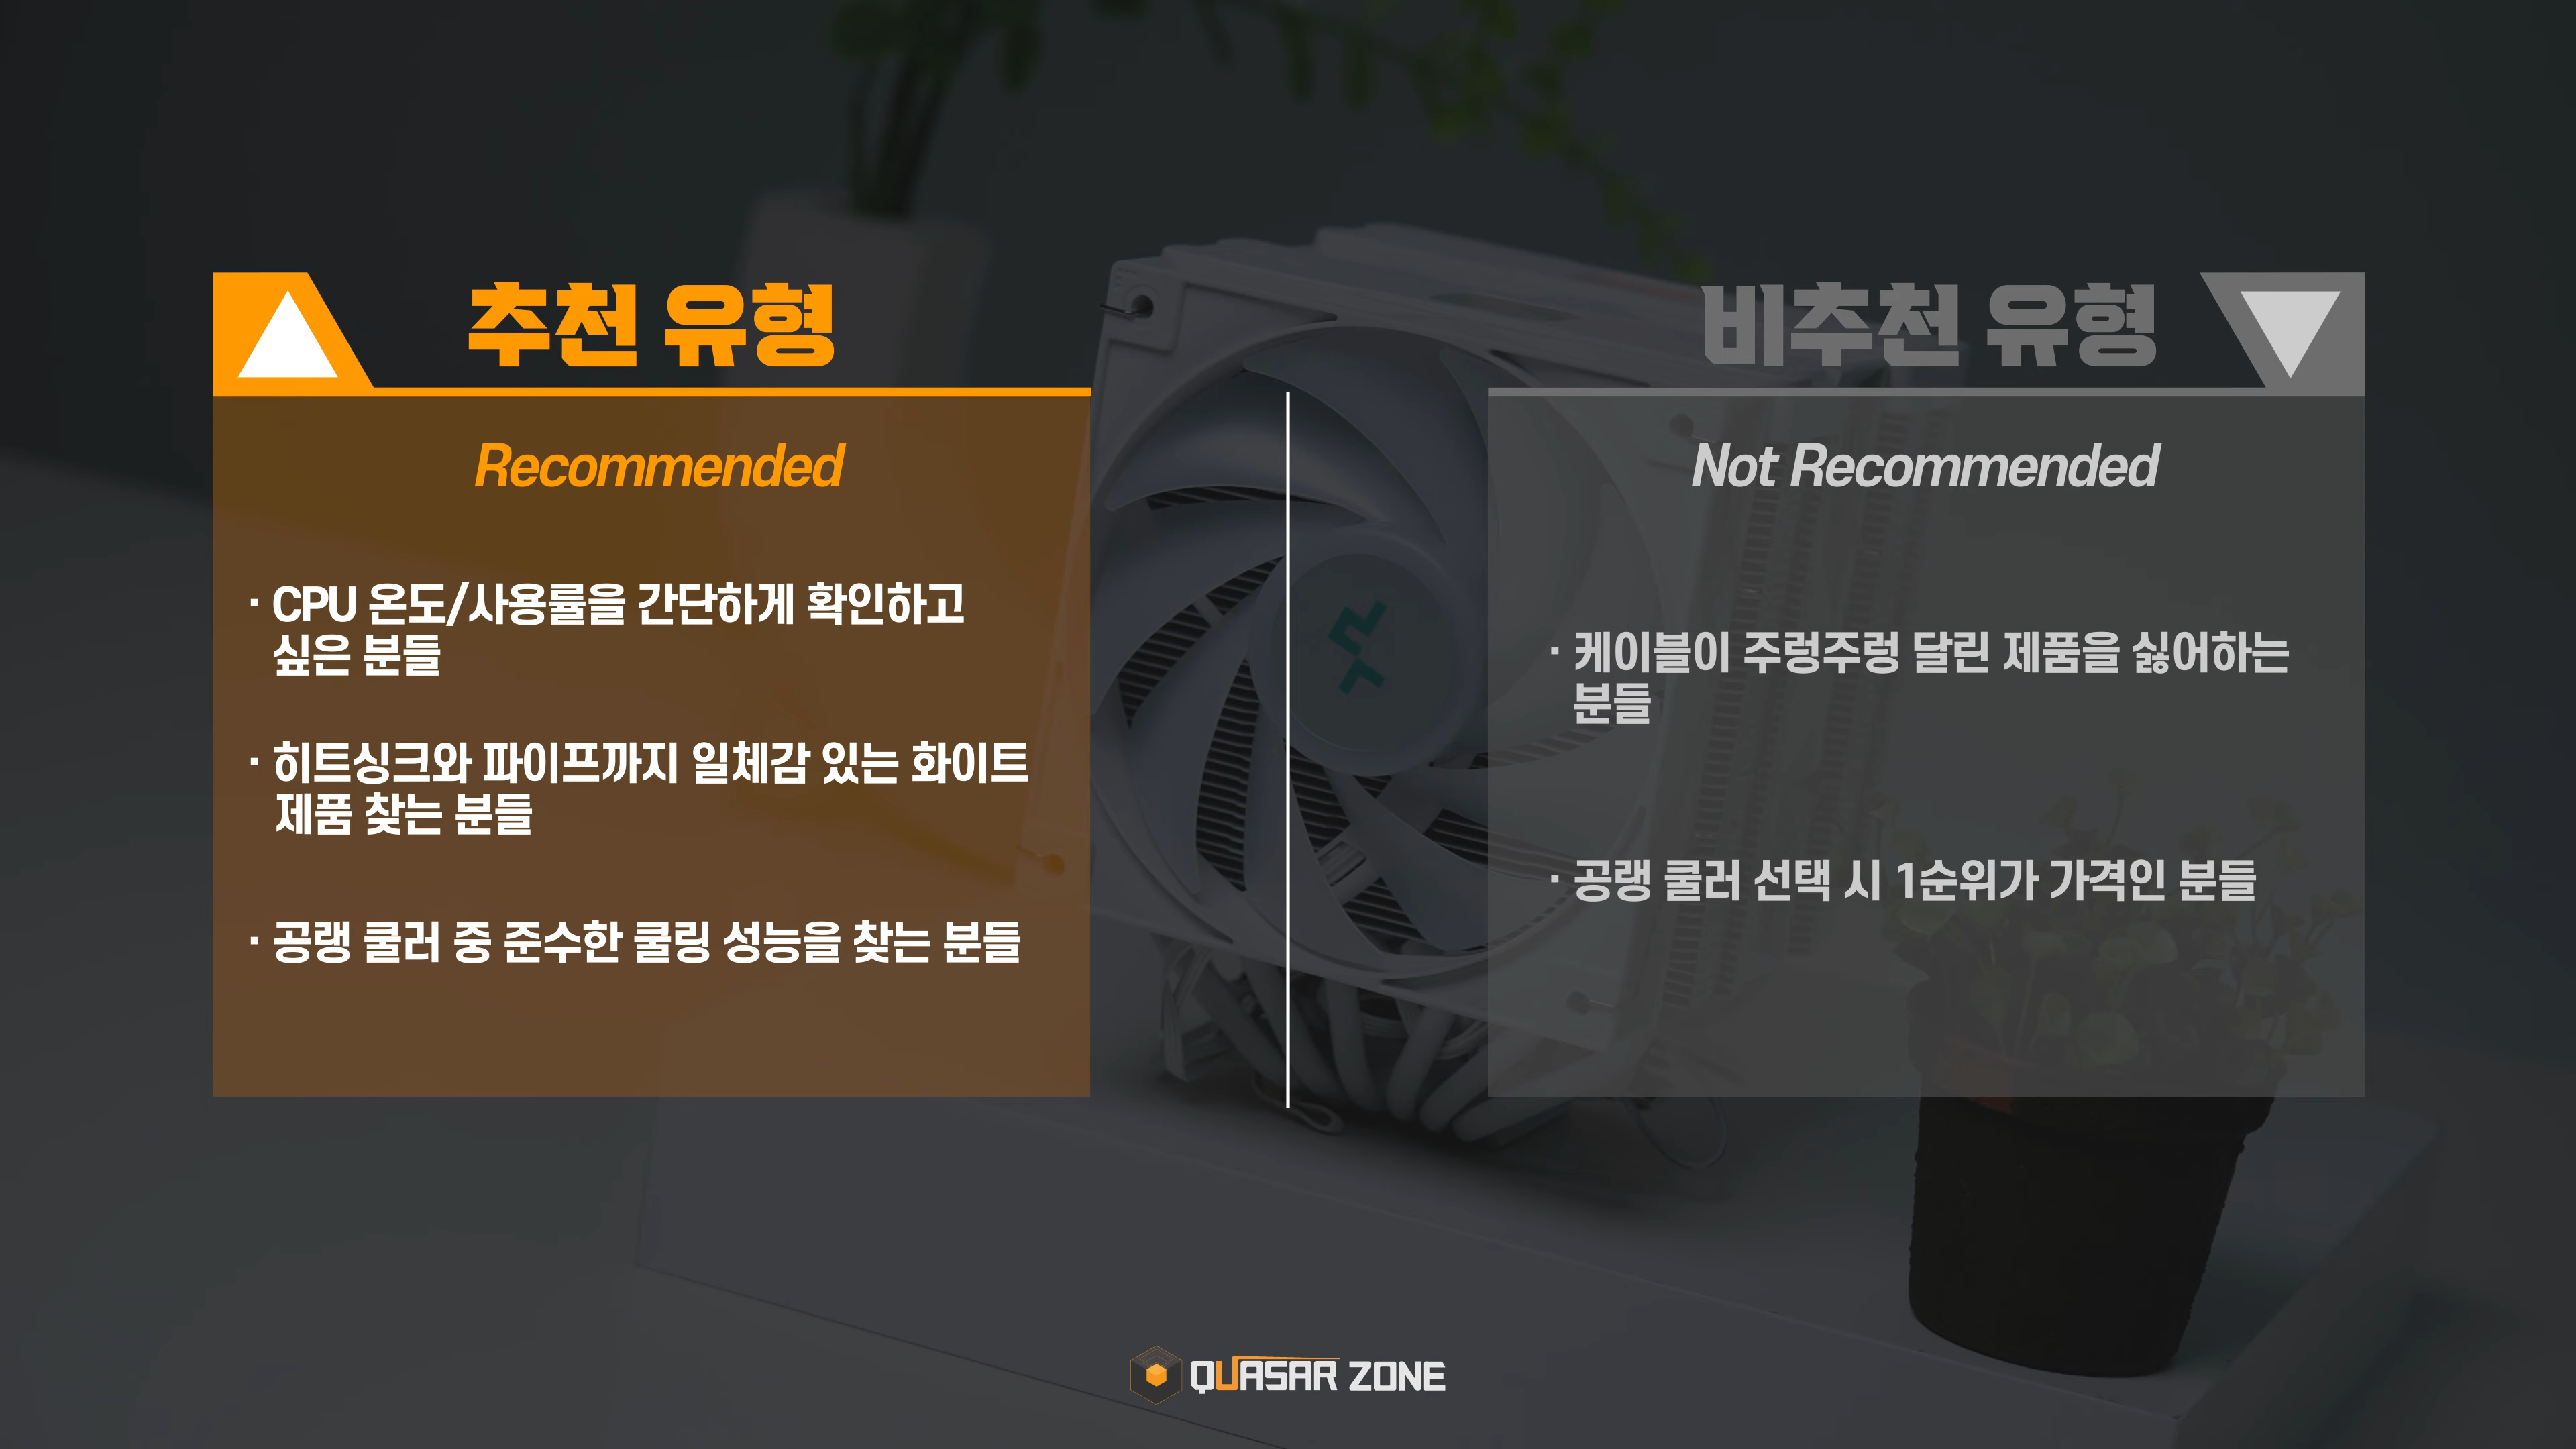 추천 유형
Recommended
· CPU 온도/사용률을 간단하게 확인하고
싶은 분들
· 히트싱크와 파이프까지 일체감 있는 화이트
제품 찾는 분들
· 공랭 쿨러 중 준수한 쿨링 성능을 찾는 분들
비추천 유형
Not Recommended
· 케이블이 주렁주렁 달린 제품을 싫어하는
분들
· 공랭 쿨러 선택 시 1순위가 가격인 분들
QUASAR ZONE